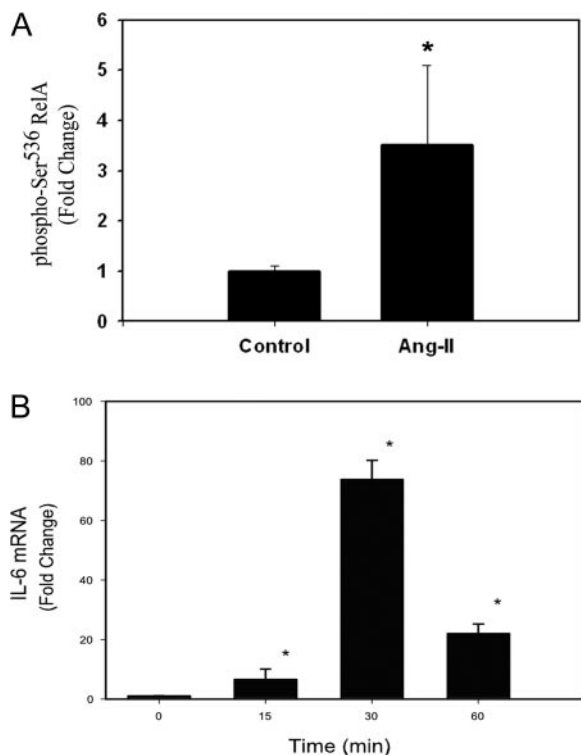 A
phospho-Ser536 RelA
(Fold Change)
6
5
4
3
2
1
0
*
Control Ang-II
B
IL-6 mRNA
(Fold Change)
100
80
60
40
20
0
*
*
*
0 15 30 60
Time (min)